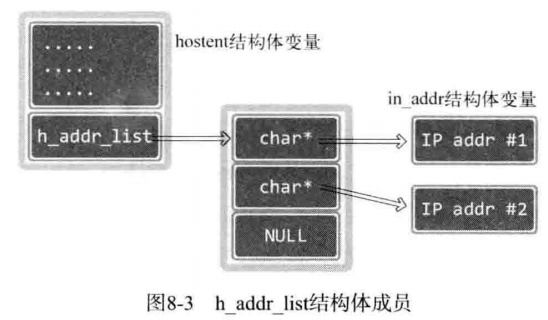 hostent结构体变量
.....
.....
.....
h_addr_list
in_addr结构体变量
char*
IP addr #1
char*
IP addr #2
NULL
图8-3 h_addr_list结构体成员